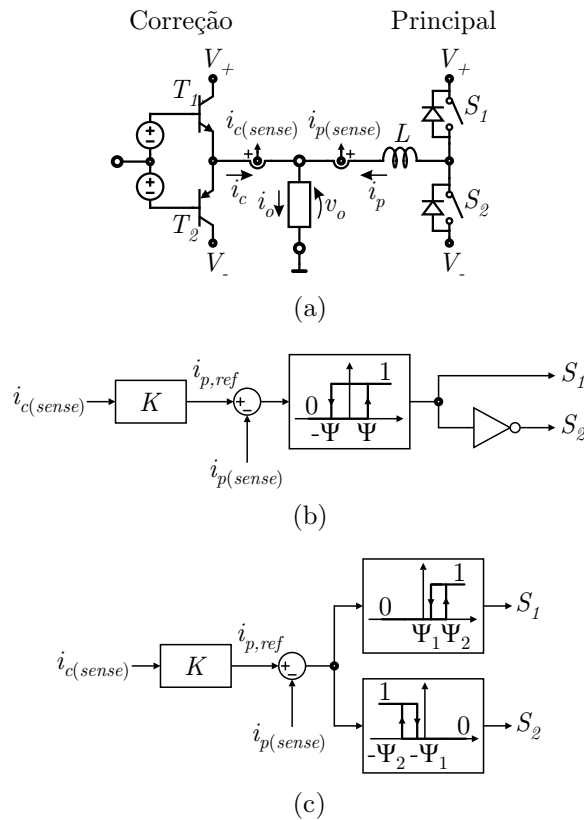 Correção Principal
V+ V+
T1 ic(sense) ip(sense) L S1
ic io vo ip
T2 S2
V- V-
(a)
ip,ref 1 S1
ic(sense) K 0
-Ψ Ψ S2
ip(sense)
(b)
1
0 S1
ip,ref Ψ1 Ψ2
ic(sense) K
1
ip(sense) 0 S2
-Ψ2 -Ψ1
(c)